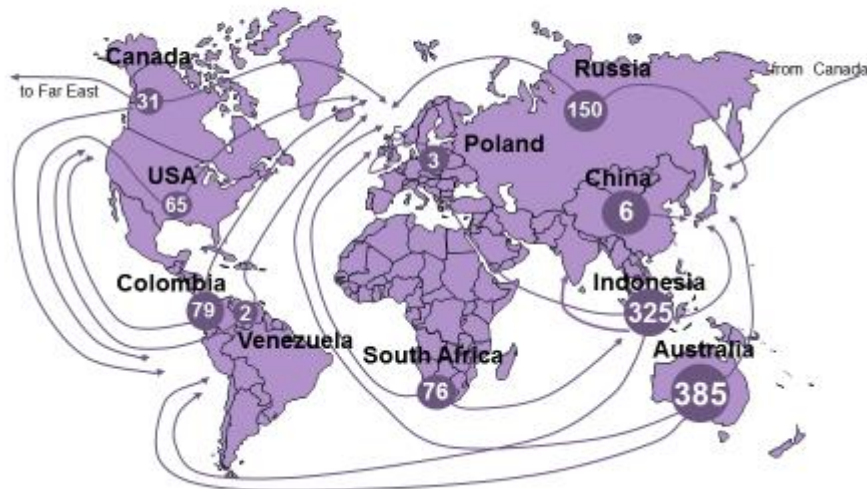 Canada
Russia
from Canada
to Far East
31
150
Poland
3
USA
China
65
6
Colombia
Indonesia
79
2
325
Venezuela
South Africa
Australia
76
385